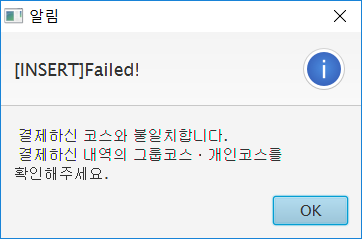 알림
[INSERT]Failed!
결제하신 코스와 불일치합니다.
결제하신 내역의 그룹코스 · 개인코스를
확인해주세요.
OK